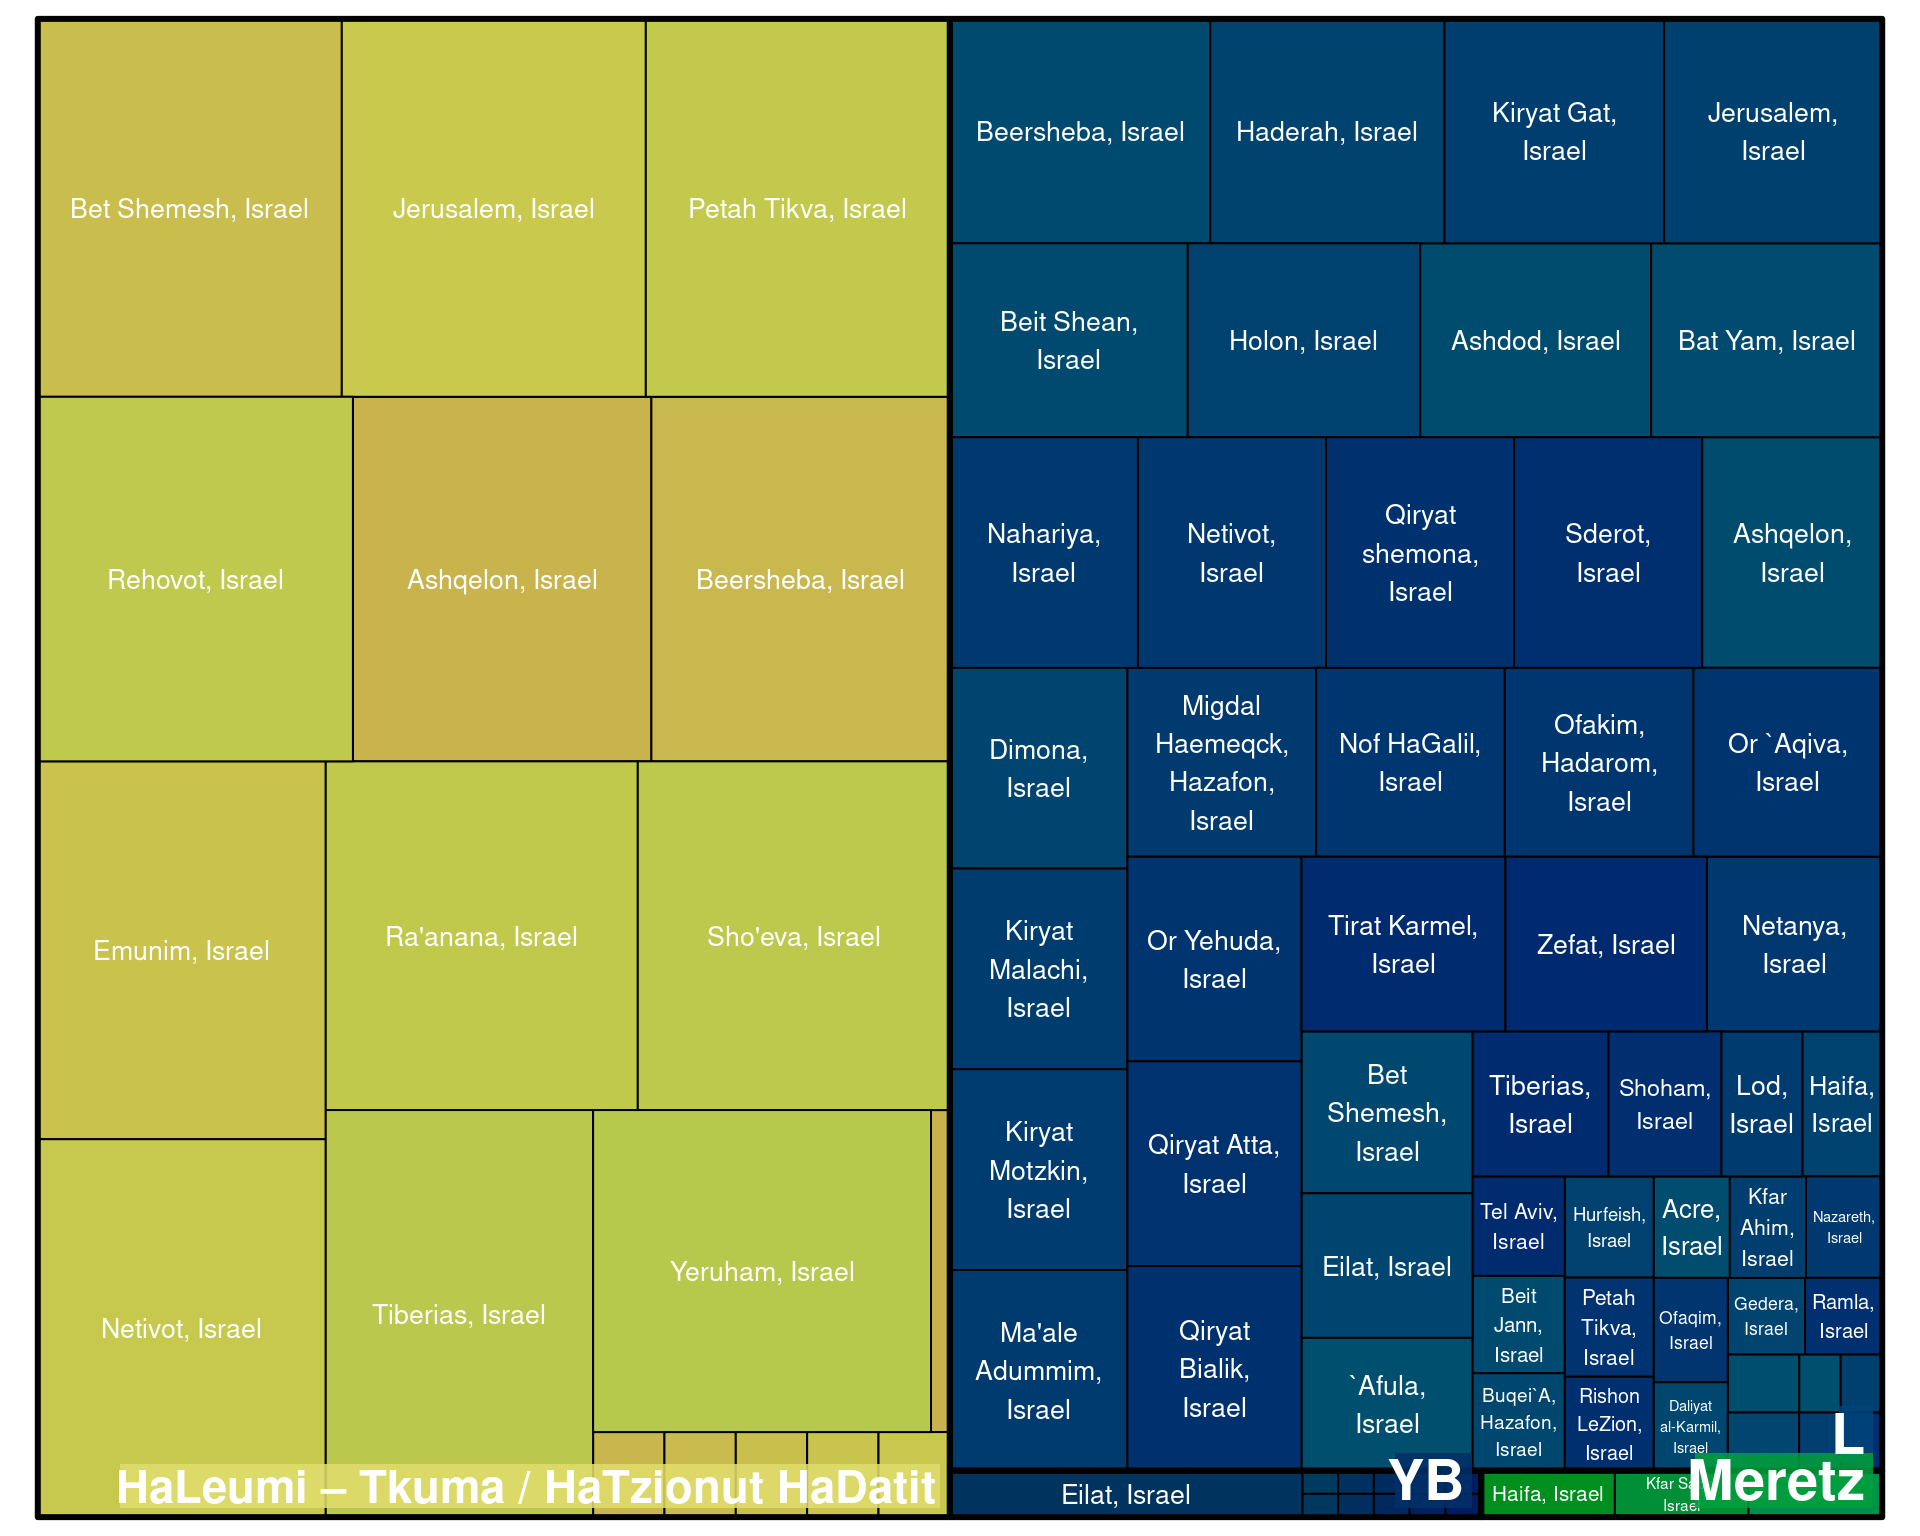 Bet Shemesh, Israel
Jerusalem, Israel
Petah Tikva, Israel
Rehovot, Israel
Ashqelon, Israel
Beersheba, Israel
Emunim, Israel
Ra'anana, Israel
Sho'eva, Israel
Netivot, Israel
Tiberias, Israel
Yeruham, Israel
HaLeumi – Tkuma / HaTzionut HaDatit
Beersheba, Israel
Haderah, Israel
Kiryat Gat,
Israel
Jerusalem,
Israel
Beit Shean,
Israel
Holon, Israel
Ashdod, Israel
Bat Yam, Israel
Nahariya,
Israel
Netivot,
Israel
Qiryat
shemona,
Israel
Sderot,
Israel
Ashqelon,
Israel
Dimona,
Israel
Migdal
Haemeqck,
Hazafon,
Israel
Nof HaGalil,
Israel
Ofakim,
Hadarom,
Israel
Or `Aqiva,
Israel
Kiryat
Malachi,
Israel
Or Yehuda,
Israel
Tirat Karmel,
Israel
Zefat, Israel
Netanya,
Israel
Kiryat
Motzkin,
Israel
Qiryat Atta,
Israel
Bet
Shemesh,
Israel
Tiberias,
Israel
Shoham,
Israel
Lod,
Israel
Haifa,
Israel
Ma'ale
Adummim,
Israel
Qiryat
Bialik,
Israel
Eilat, Israel
`Afula,
Israel
Tel Aviv,
Israel
Hurfeish,
Israel
Acre,
Israel
Kfar
Ahim,
Israel
Nazareth,
Israel
Beit
Jann,
Israel
Petah
Tikva,
Israel
Ofaqim,
Israel
Gedera,
Israel
Ramla,
Israel
Buqei`A,
Hazafon,
Israel
Rishon
LeZion,
Israel
Daliyat
al-Karmil,
Israel
L
Eilat, Israel
YB
Haifa, Israel
Kfar
Israel
Meretz